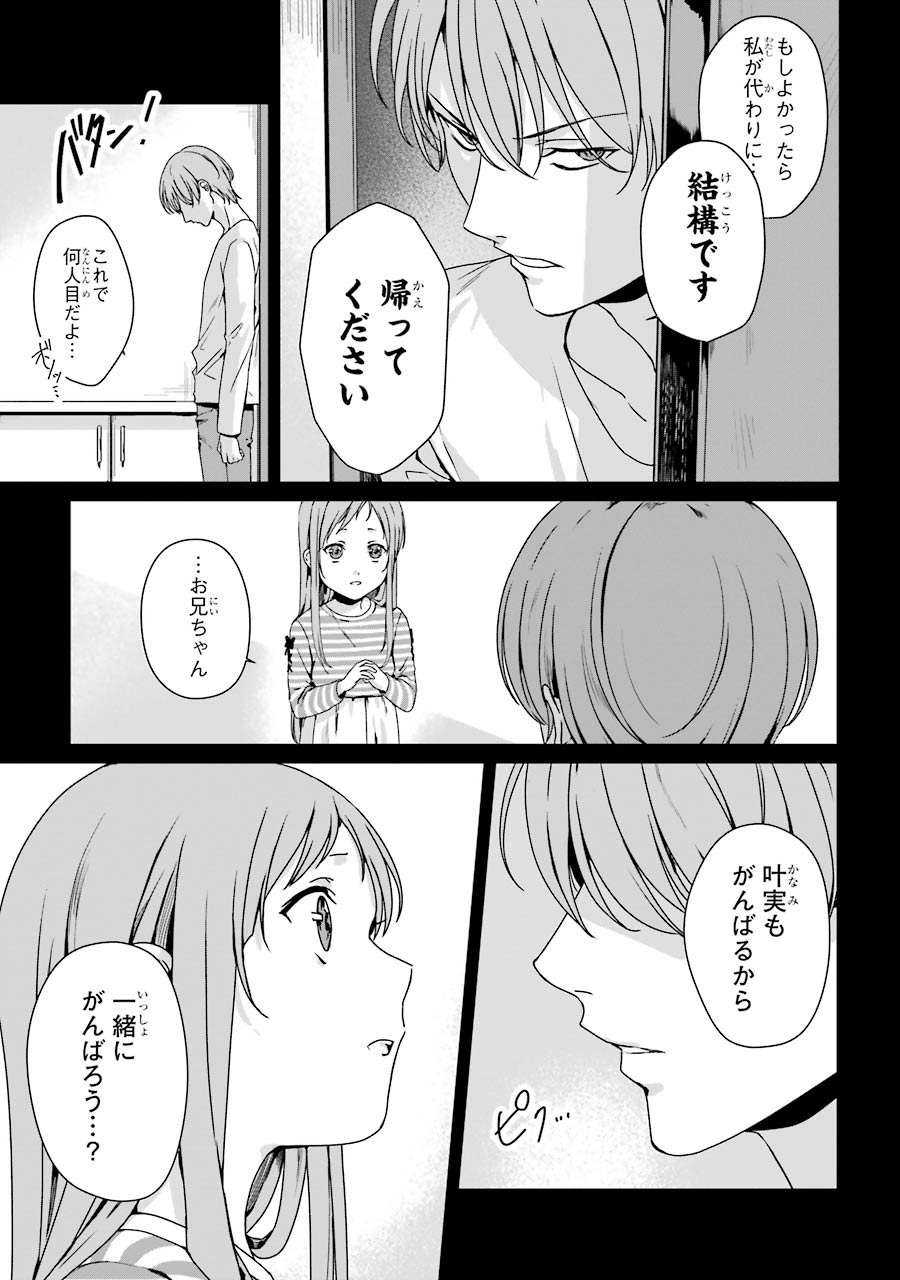 もしよかったら
私が代わりに…
結構です
帰って
ください
バタン！
これで
何人目だよ…
ボソッ…
…お兄ちゃん
叶実も
がんばるから
ピク…
一緒に
がんばろう…？